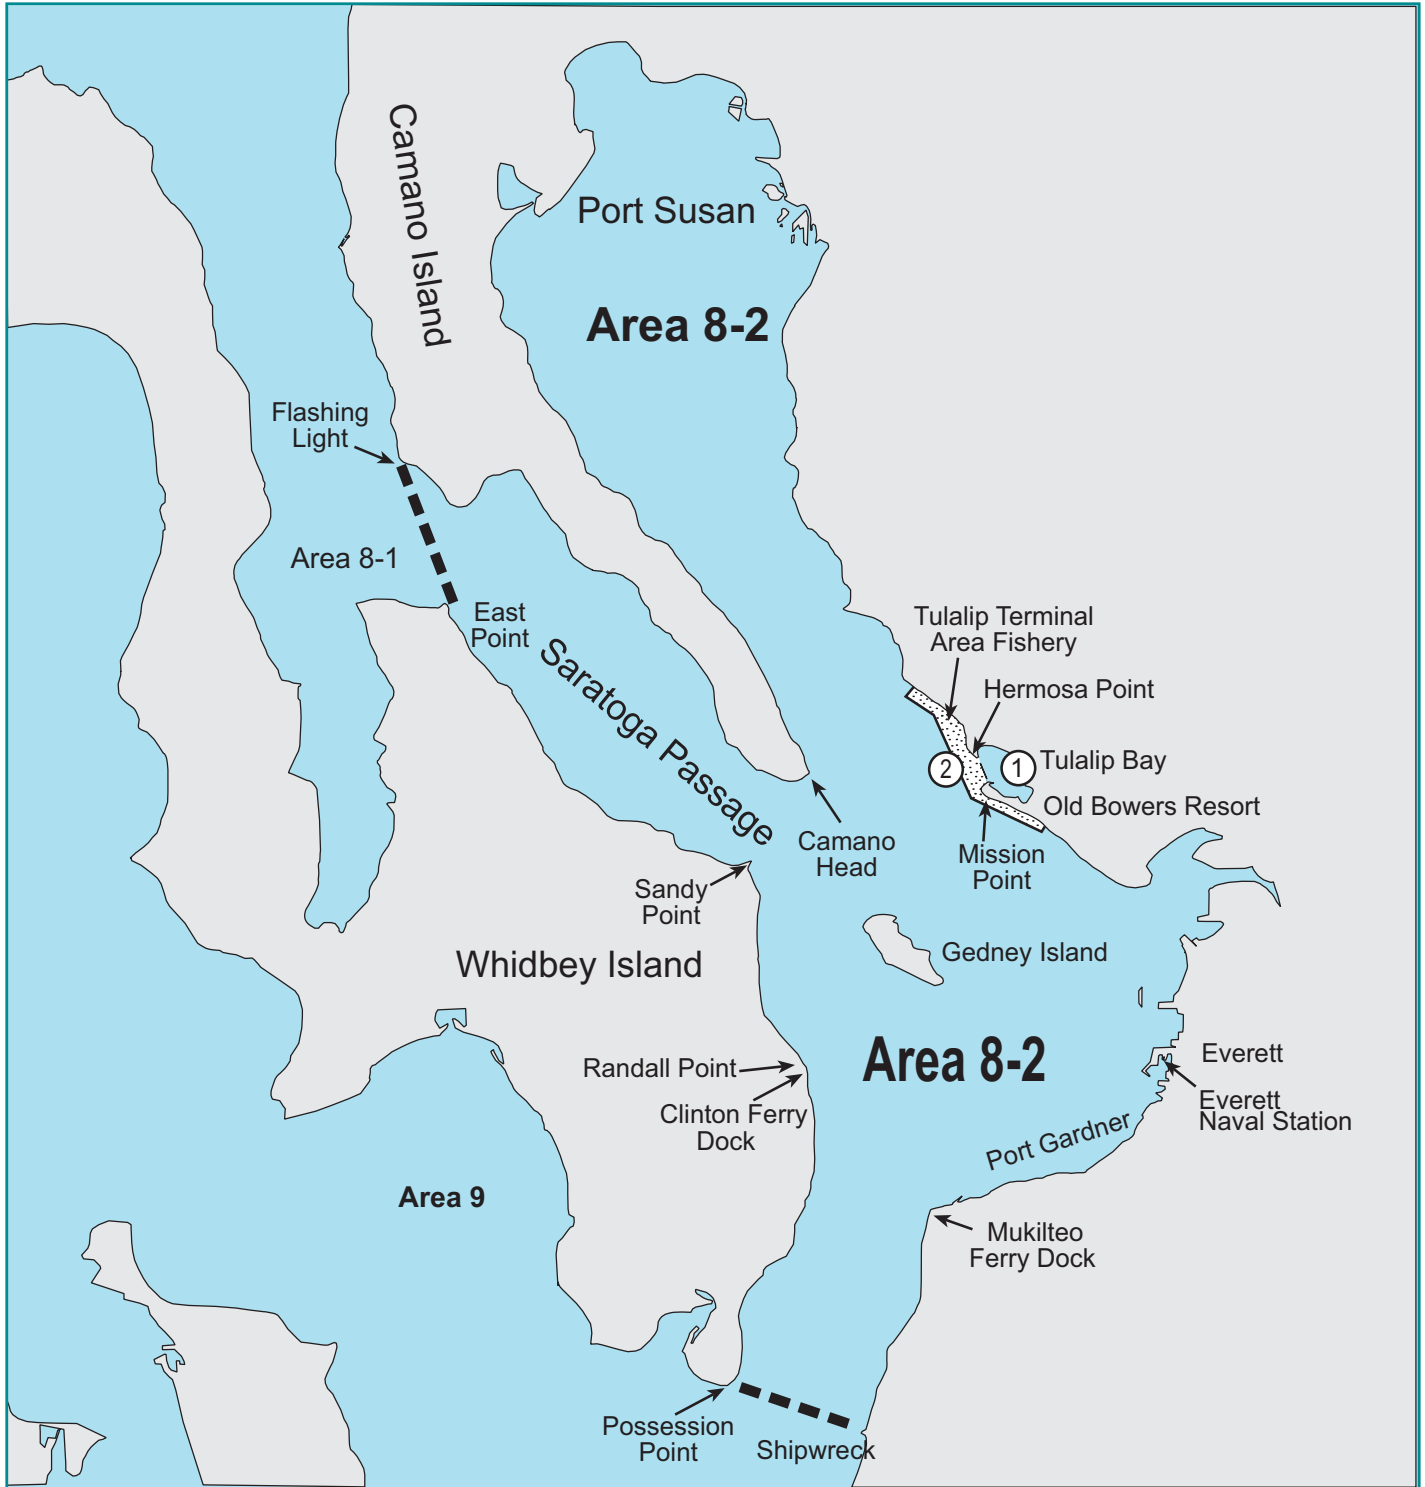 Camano Island
Port Susan
Area 8-2
Flashing
Light
Area 8-1
East
Point
Saratoga Passage
Tulalip Terminal
Area Fishery
Hermosa Point
2
1
Tulalip Bay
Old Bowers Resort
Camano
Head
Mission
Point
Sandy
Point
Whidbey Island
Gedney Island
Area 8-2
Randall Point
Clinton Ferry
Dock
Everett
Everett
Naval Station
Port Gardner
Area 9
Mukilteo
Ferry Dock
Possession
Point
Shipwreck